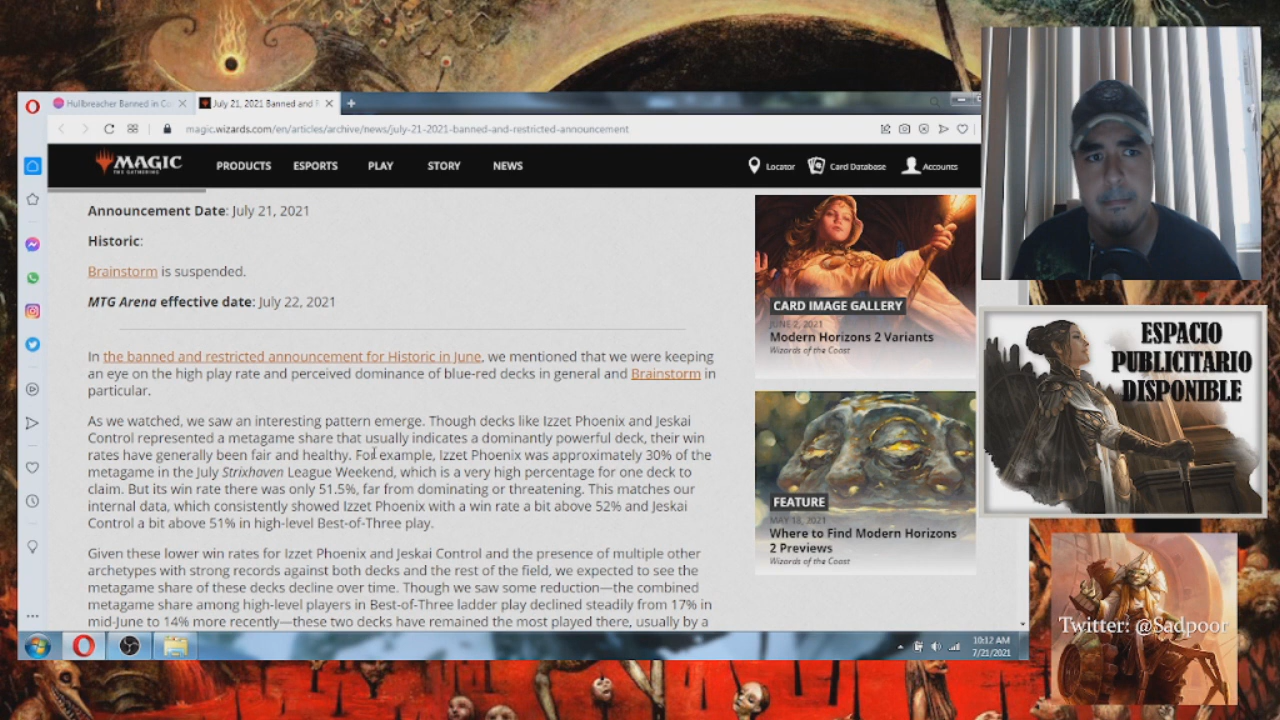 Hullbreacher Banned in Co
July 21, 2021 Banned and R
magic.wizards.com/en/articles/archive/news/july-21-2021-banned-and-restricted-announcement
MAGIC
THE GATHERING
PRODUCTS
ESPORTS
PLAY
STORY
NEWS
Locator
Card Database
Accounts
Announcement Date: July 21, 2021
Historic:
Brainstorm is suspended.
MTG Arena effective date: July 22, 2021
In the banned and restricted announcement for Historic in June, we mentioned that we were keeping
an eye on the high play rate and perceived dominance of blue-red decks in general and Brainstorm in
particular.
As we watched, we saw an interesting pattern emerge. Though decks like Izzet Phoenix and Jeskai
Control represented a metagame share that usually indicates a dominantly powerful deck, their win
rates have generally been fair and healthy. For example, Izzet Phoenix was approximately 30% of the
metagame in the July Strixhaven League Weekend, which is a very high percentage for one deck to
claim. But its win rate there was only 51.5%, far from dominating or threatening. This matches our
internal data, which consistently showed Izzet Phoenix with a win rate a bit above 52% and Jeskai
Control a bit above 51% in high-level Best-of-Three play.
Given these lower win rates for Izzet Phoenix and Jeskai Control and the presence of multiple other
archetypes with strong records against both decks and the rest of the field, we expected to see the
metagame share of these decks decline over time. Though we saw some reduction—the combined
metagame share among high-level players in Best-of-Three ladder play declined steadily from 17% in
mid-June to 14% more recently—these two decks have remained the most played there, usually by a
CARD IMAGE GALLERY
JUNE 2, 2021
Modern Horizons 2 Variants
Wizards of the Coast
FEATURE
MAY 18, 2021
Where to Find Modern Horizons
2 Previews
Wizards of the Coast
10:12 AM
7/21/2021
ESPACIO
PUBLICITARIO
DISPONIBLE
Twitter: @Sadpoor